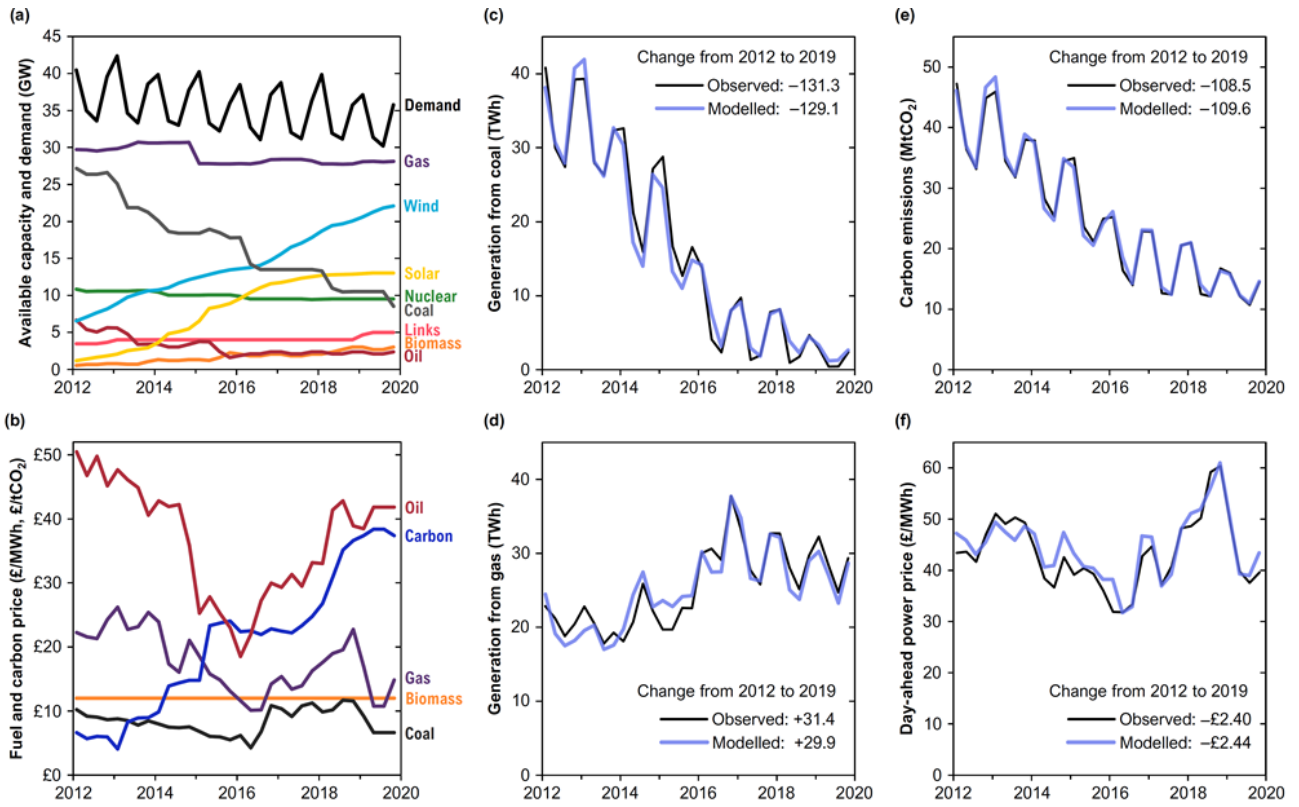 (a)
Available capacity and demand (GW)
45
40
35
30
25
20
15
10
5
0
Demand
Gas
Wind
Solar
Nuclear
Coal
Links
Biomass
Oil
2012 2014 2016 2018 2020
(b)
Fuel and carbon price (£/MWh, £/tCO₂)
£50
£40
£30
£20
£10
£0
Oil
Carbon
Gas
Biomass
Coal
2012 2014 2016 2018 2020
(c)
Generation from coal (TWh)
40
30
20
10
0
Change from 2012 to 2019
Observed: –131.3
Modelled: –129.1
2012 2014 2016 2018 2020
(d)
Generation from gas (TWh)
40
30
20
10
0
Change from 2012 to 2019
Observed: +31.4
Modelled: +29.9
2012 2014 2016 2018 2020
(e)
Carbon emissions (MtCO₂)
50
40
30
20
10
0
Change from 2012 to 2019
Observed: –108.5
Modelled: –109.6
2012 2014 2016 2018 2020
(f)
Day-ahead power price (£/MWh)
60
50
40
30
20
10
0
Change from 2012 to 2019
Observed: –£2.40
Modelled: –£2.44
2012 2014 2016 2018 2020